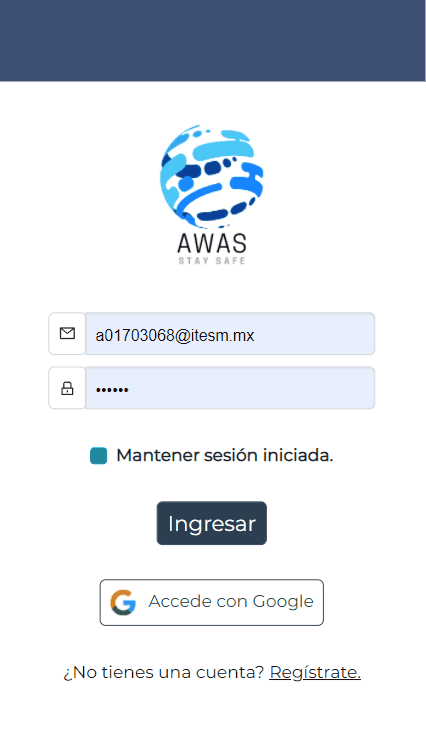 AWAS
STAY SAFE
a01703068@itesm.mx
••••••
Mantener sesión iniciada.
Ingresar
Accede con Google
¿No tienes una cuenta? Regístrate.